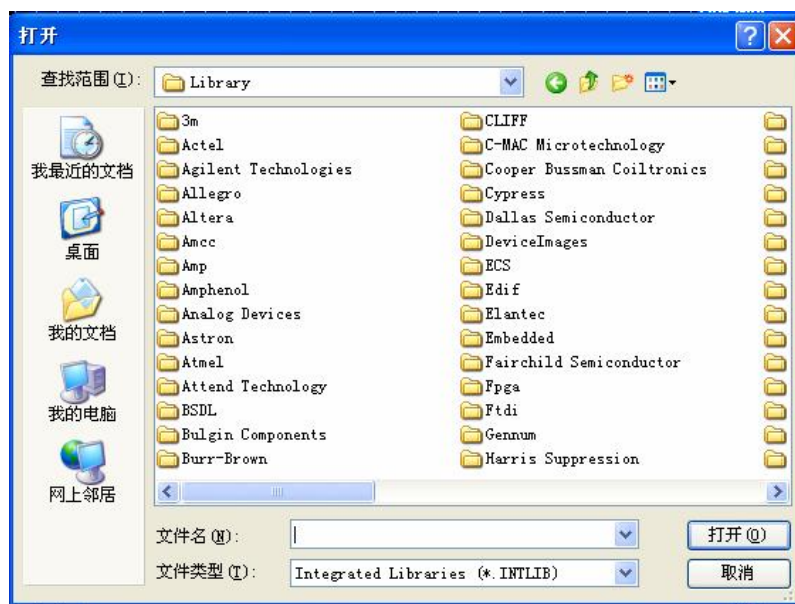 打开
查找范围(I):
Library
我最近的文档
桌面
我的文档
我的电脑
网上邻居
3m
Actel
Agilent Technologies
Allegro
Altera
Amcc
Amp
Amphenol
Analog Devices
Astron
Atmel
Attend Technology
BSDL
Bulgin Components
Burr-Brown
CLIFF
C-MAC Microtechnology
Cooper Bussman Coiltronics
Cypress
Dallas Semiconductor
DeviceImages
ECS
Edif
Elantec
Embedded
Fairchild Semiconductor
Fpga
Ftdi
Gennum
Harris Suppression
文件名(N):
打开(O)
文件类型(T):
Integrated Libraries (*.INTLIB)
取消